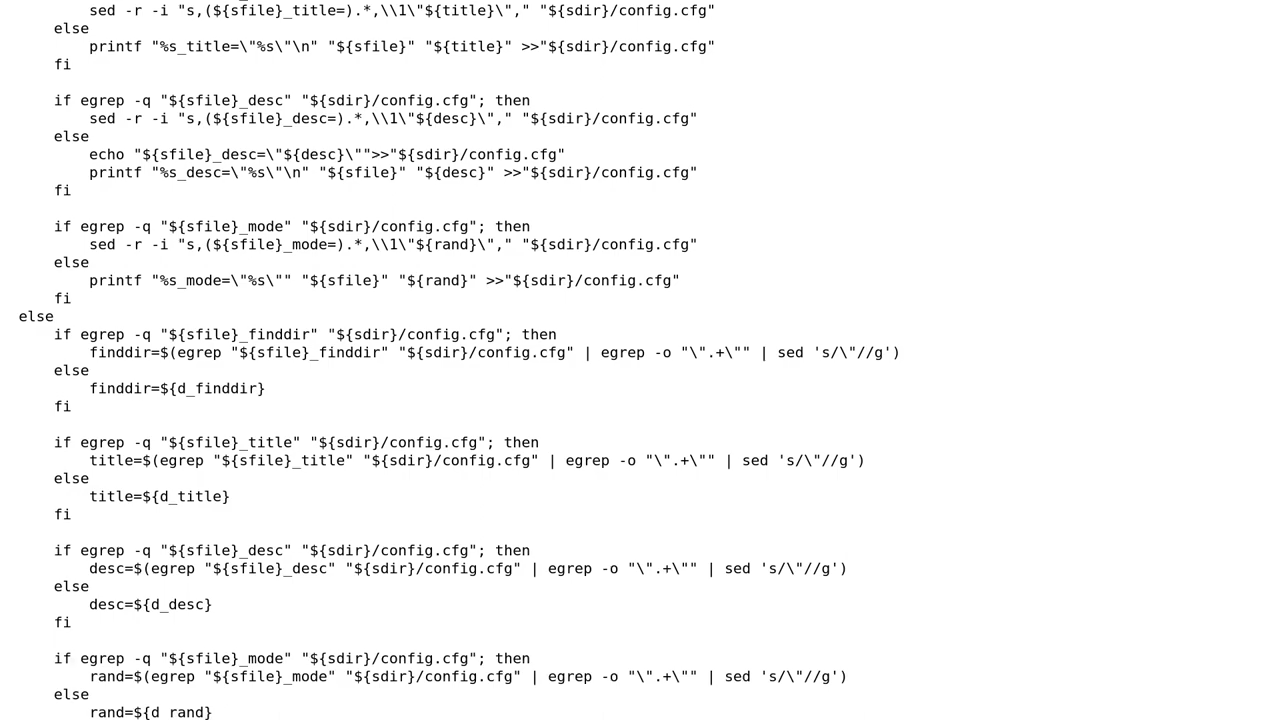 sed -r -i "s,(${sfile}_title=).*,\\1\"${title}\"," "${sdir}/config.cfg"
else
printf "%s_title=\"%s\"\n" "${sfile}" "${title}" >>"${sdir}/config.cfg"
fi
if egrep -q "${sfile}_desc" "${sdir}/config.cfg"; then
sed -r -i "s,(${sfile}_desc=).*,\\1\"${desc}\"," "${sdir}/config.cfg"
else
echo "${sfile}_desc=\"${desc}\"">>"${sdir}/config.cfg"
printf "%s_desc=\"%s\"\n" "${sfile}" "${desc}" >>"${sdir}/config.cfg"
fi
if egrep -q "${sfile}_mode" "${sdir}/config.cfg"; then
sed -r -i "s,(${sfile}_mode=).*,\\1\"${rand}\"," "${sdir}/config.cfg"
else
printf "%s_mode=\"%s\"" "${sfile}" "${rand}" >>"${sdir}/config.cfg"
fi
else
if egrep -q "${sfile}_finddir" "${sdir}/config.cfg"; then
finddir=$(egrep "${sfile}_finddir" "${sdir}/config.cfg" | egrep -o "\".+\"" | sed 's/\"//g')
else
finddir=${d_finddir}
fi
if egrep -q "${sfile}_title" "${sdir}/config.cfg"; then
title=$(egrep "${sfile}_title" "${sdir}/config.cfg" | egrep -o "\".+\"" | sed 's/\"//g')
else
title=${d_title}
fi
if egrep -q "${sfile}_desc" "${sdir}/config.cfg"; then
desc=$(egrep "${sfile}_desc" "${sdir}/config.cfg" | egrep -o "\".+\"" | sed 's/\"//g')
else
desc=${d_desc}
fi
if egrep -q "${sfile}_mode" "${sdir}/config.cfg"; then
rand=$(egrep "${sfile}_mode" "${sdir}/config.cfg" | egrep -o "\".+\"" | sed 's/\"//g')
else
rand=${d_rand}